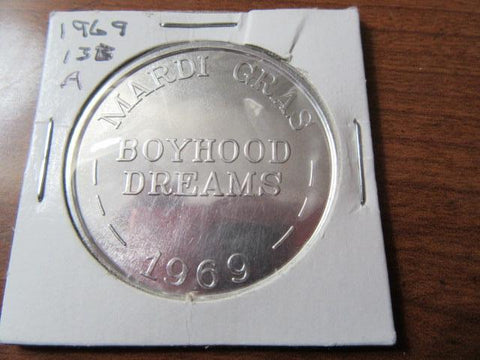 1969
13
A
MARDI GRAS
BOYHOOD
DREAMS
1969